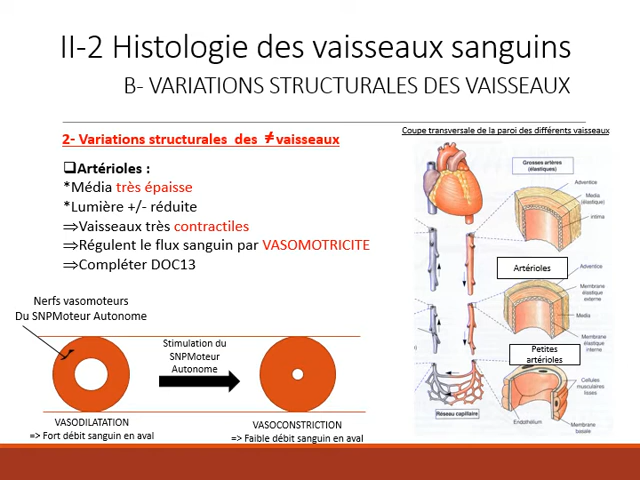 II-2 Histologie des vaisseaux sanguins
B- VARIATIONS STRUCTURALES DES VAISSEAUX
2- Variations structurales des ≠ vaisseaux
❑Artérioles :
*Média très épaisse
*Lumière +/- réduite
⇒Vaisseaux très contractiles
⇒Régulent le flux sanguin par VASOMOTRICITE
⇒Compléter DOC13
Nerfs vasomoteurs
Du SNPMoteur Autonome
Stimulation du
SNPMoteur
Autonome
VASODILATATION
=> Fort débit sanguin en aval
VASOCONSTRICTION
=> Faible débit sanguin en aval
Coupe transversale de la paroi des différents vaisseaux
Grosses artères
(élastiques)
Adventice
Média
(élastique)
intima
Artérioles
Adventice
Membrane
élastique
externe
Média
Membrane
élastique
interne
Petites
artérioles
Cellules
musculaires
lisses
Réseau capillaire
Endothélium
Membrane
basale